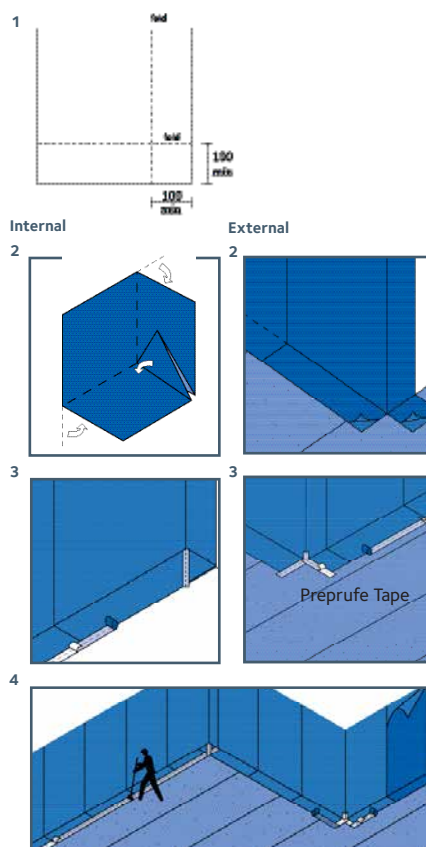 1
fold
fold
100
min
100
min
Internal
External
2
2
3
3
Preprufe Tape
4